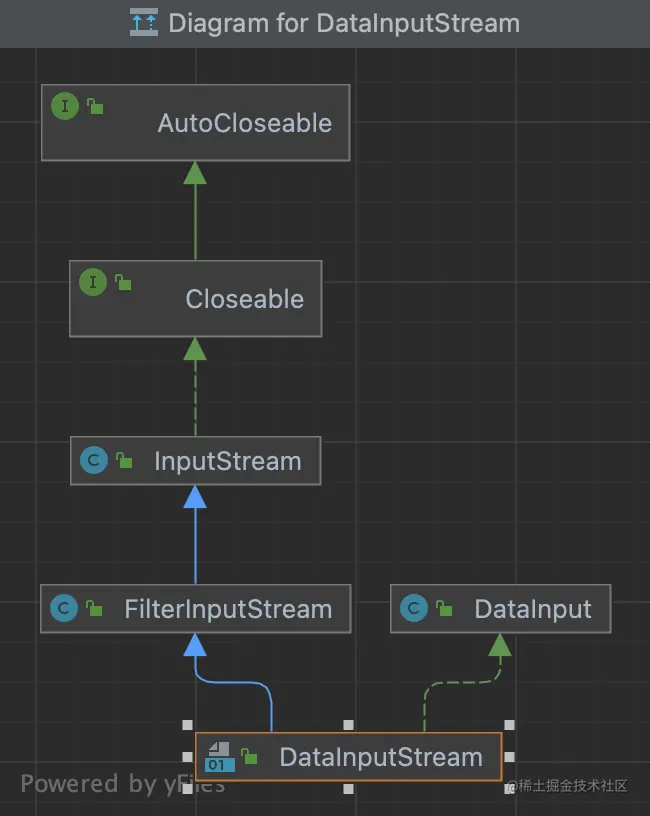 Diagram for DataInputStream
I
AutoCloseable
I
Closeable
C
InputStream
C
FilterInputStream
C
DataInput
01
DataInputStream
Powered by yFiles
@稀土掘金技术社区